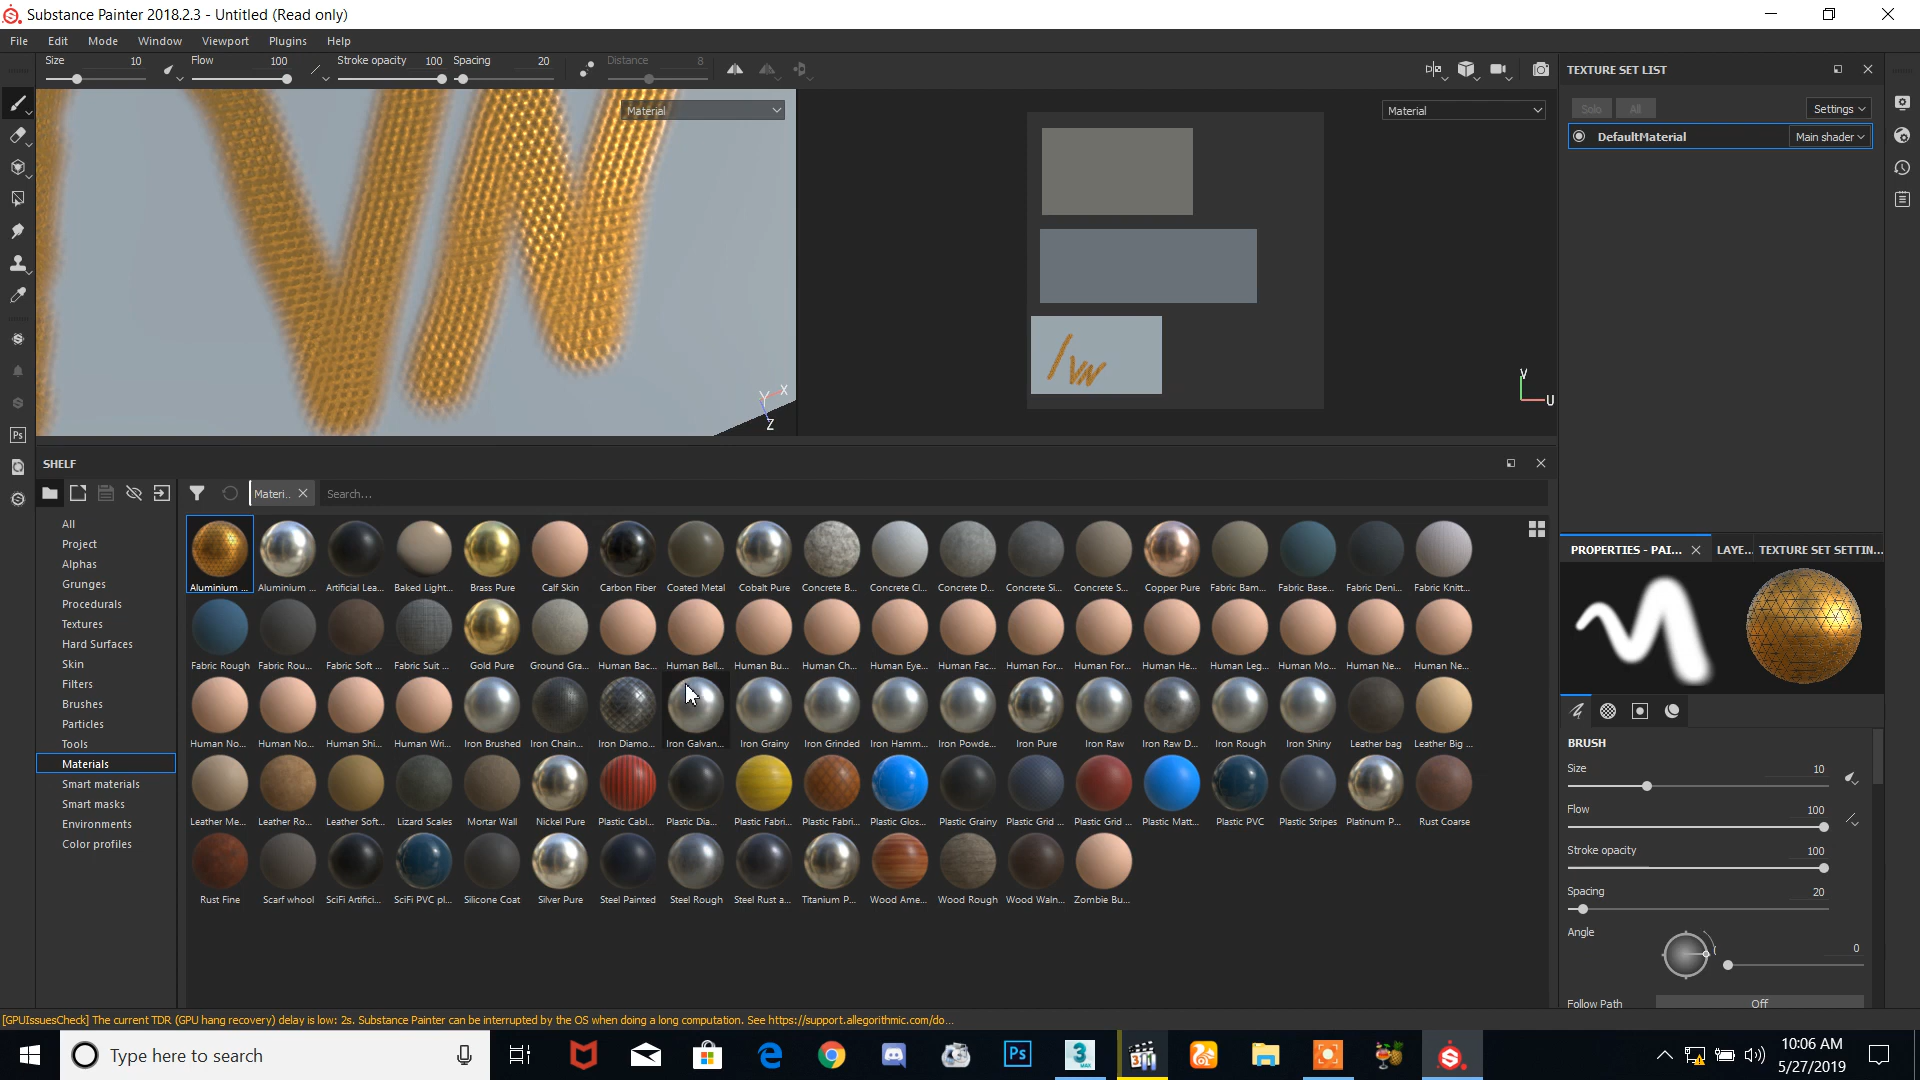 Substance Painter 2018.2.3 - Untitled (Read only)
File Edit Mode Window Viewport Plugins Help
Size 10 Flow 100 Stroke opacity 100 Spacing 20 Distance 8
TEXTURE SET LIST
Material
Material
Solo All Settings
DefaultMaterial Main shader
Y X Z
V U
SHELF
Ps
Materi.. Search...
All
Project
Alphas
Grunges
Procedurals
Textures
Hard Surfaces
Skin
Filters
Brushes
Particles
Tools
Materials
Smart materials
Smart masks
Environments
Color profiles
Aluminium ... Aluminium ... Artificial Lea... Baked Light... Brass Pure Calf Skin Carbon Fiber Coated Metal Cobalt Pure Concrete B... Concrete Cl... Concrete D... Concrete Si... Concrete S... Copper Pure Fabric Bam... Fabric Base... Fabric Deni... Fabric Knitt...
Fabric Rough Fabric Rou... Fabric Soft ... Fabric Suit ... Gold Pure Ground Gra... Human Bac... Human Bell... Human Bu... Human Ch... Human Eye... Human Fac... Human For... Human For... Human He... Human Leg... Human Mo... Human Ne... Human Ne...
Human No... Human No... Human Shi... Human Wri... Iron Brushed Iron Chain... Iron Diamo... Iron Galvan... Iron Grainy Iron Grinded Iron Hamm... Iron Powde... Iron Pure Iron Raw Iron Raw D... Iron Rough Iron Shiny Leather bag Leather Big ...
Leather Me... Leather Ro... Leather Soft... Lizard Scales Mortar Wall Nickel Pure Plastic Cabl... Plastic Dia... Plastic Fabri... Plastic Fabri... Plastic Glos... Plastic Grainy Plastic Grid ... Plastic Grid ... Plastic Matt... Plastic PVC Plastic Stripes Platinum P... Rust Coarse
Rust Fine Scarf whool SciFi Artifici... SciFi PVC pl... Silicone Coat Silver Pure Steel Painted Steel Rough Steel Rust a... Titanium P... Wood Ame... Wood Rough Wood Waln... Zombie Bu...
PROPERTIES - PAI... LAYE... TEXTURE SET SETTIN...
BRUSH
Size 10
Flow 100
Stroke opacity 100
Spacing 20
Angle 0
Follow Path Off
[GPUIssuesCheck] The current TDR (GPU hang recovery) delay is low: 2s. Substance Painter can be interrupted by the OS when doing a long computation. See https://support.allegorithmic.com/do...
Type here to search
Ps
3
MAX
10:06 AM
5/27/2019